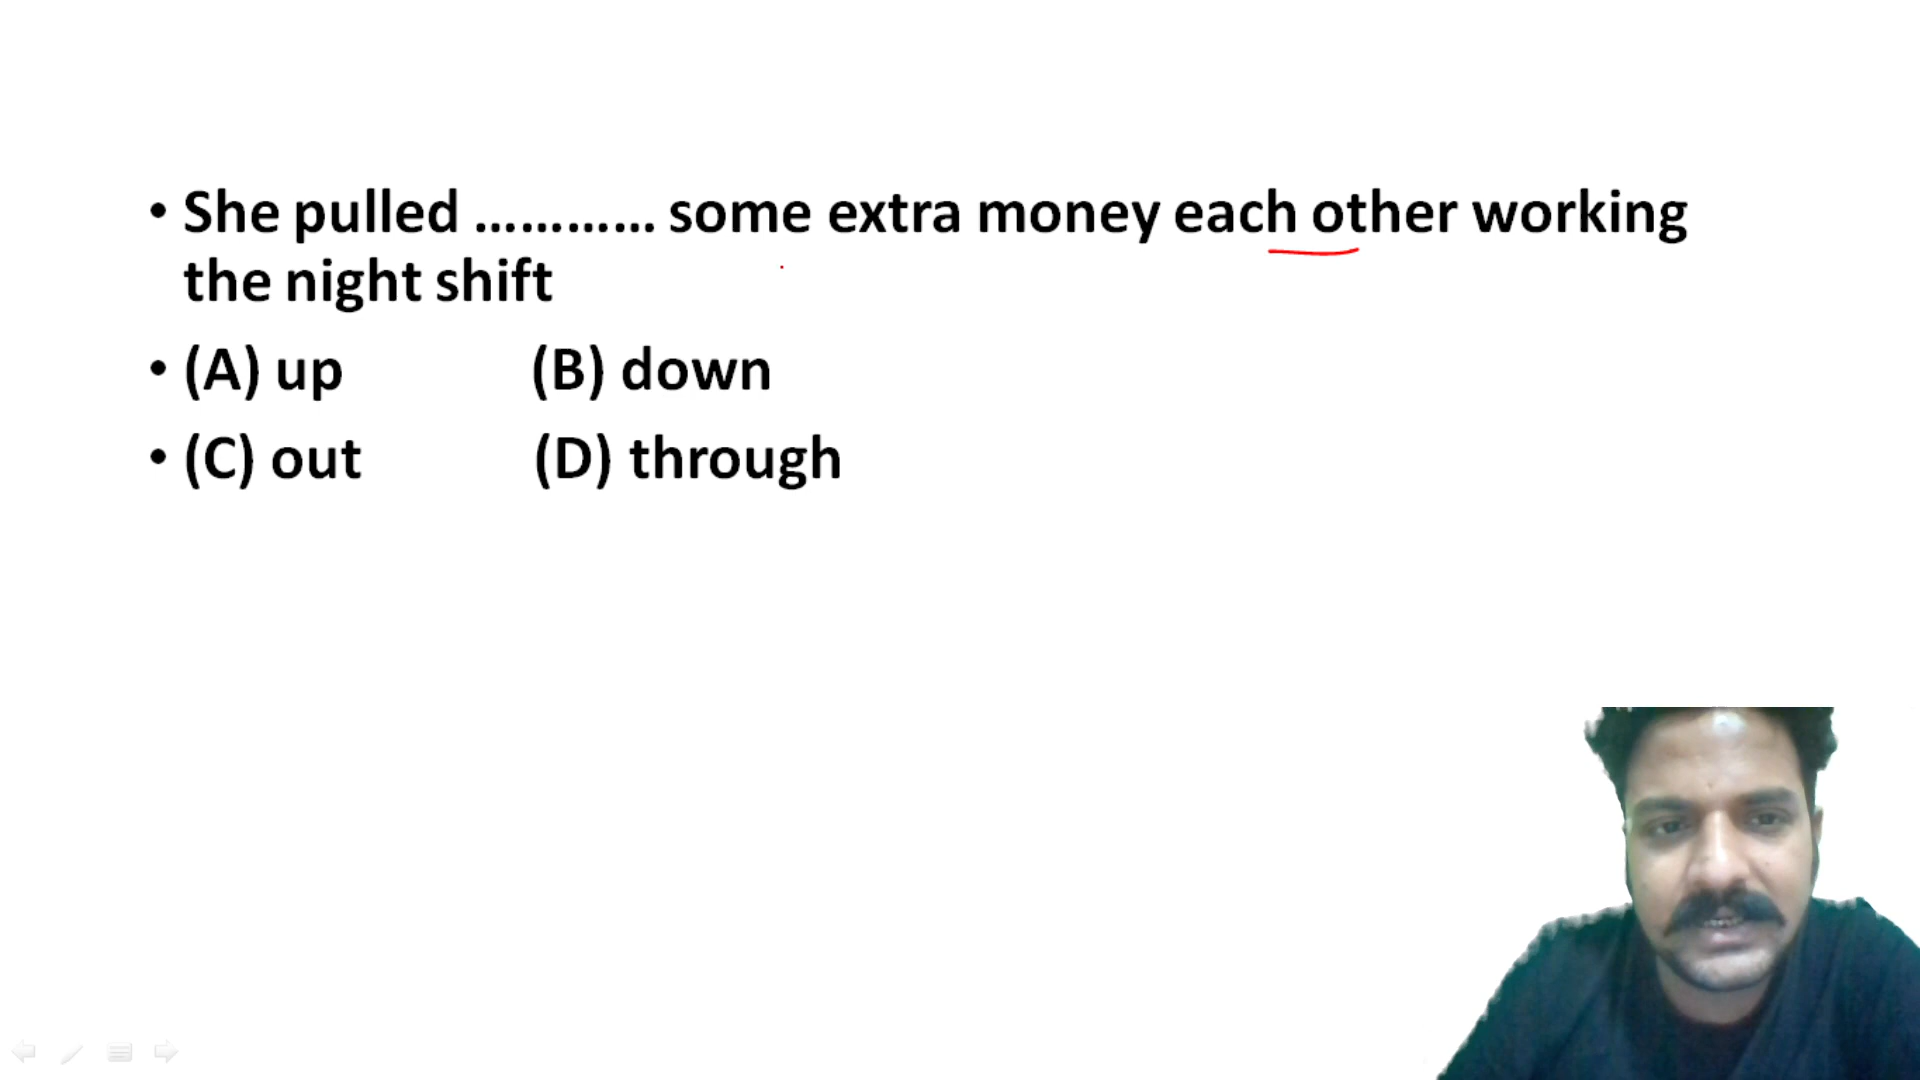 • She pulled ............ some extra money each other working
the night shift
• (A) up (B) down
• (C) out (D) through